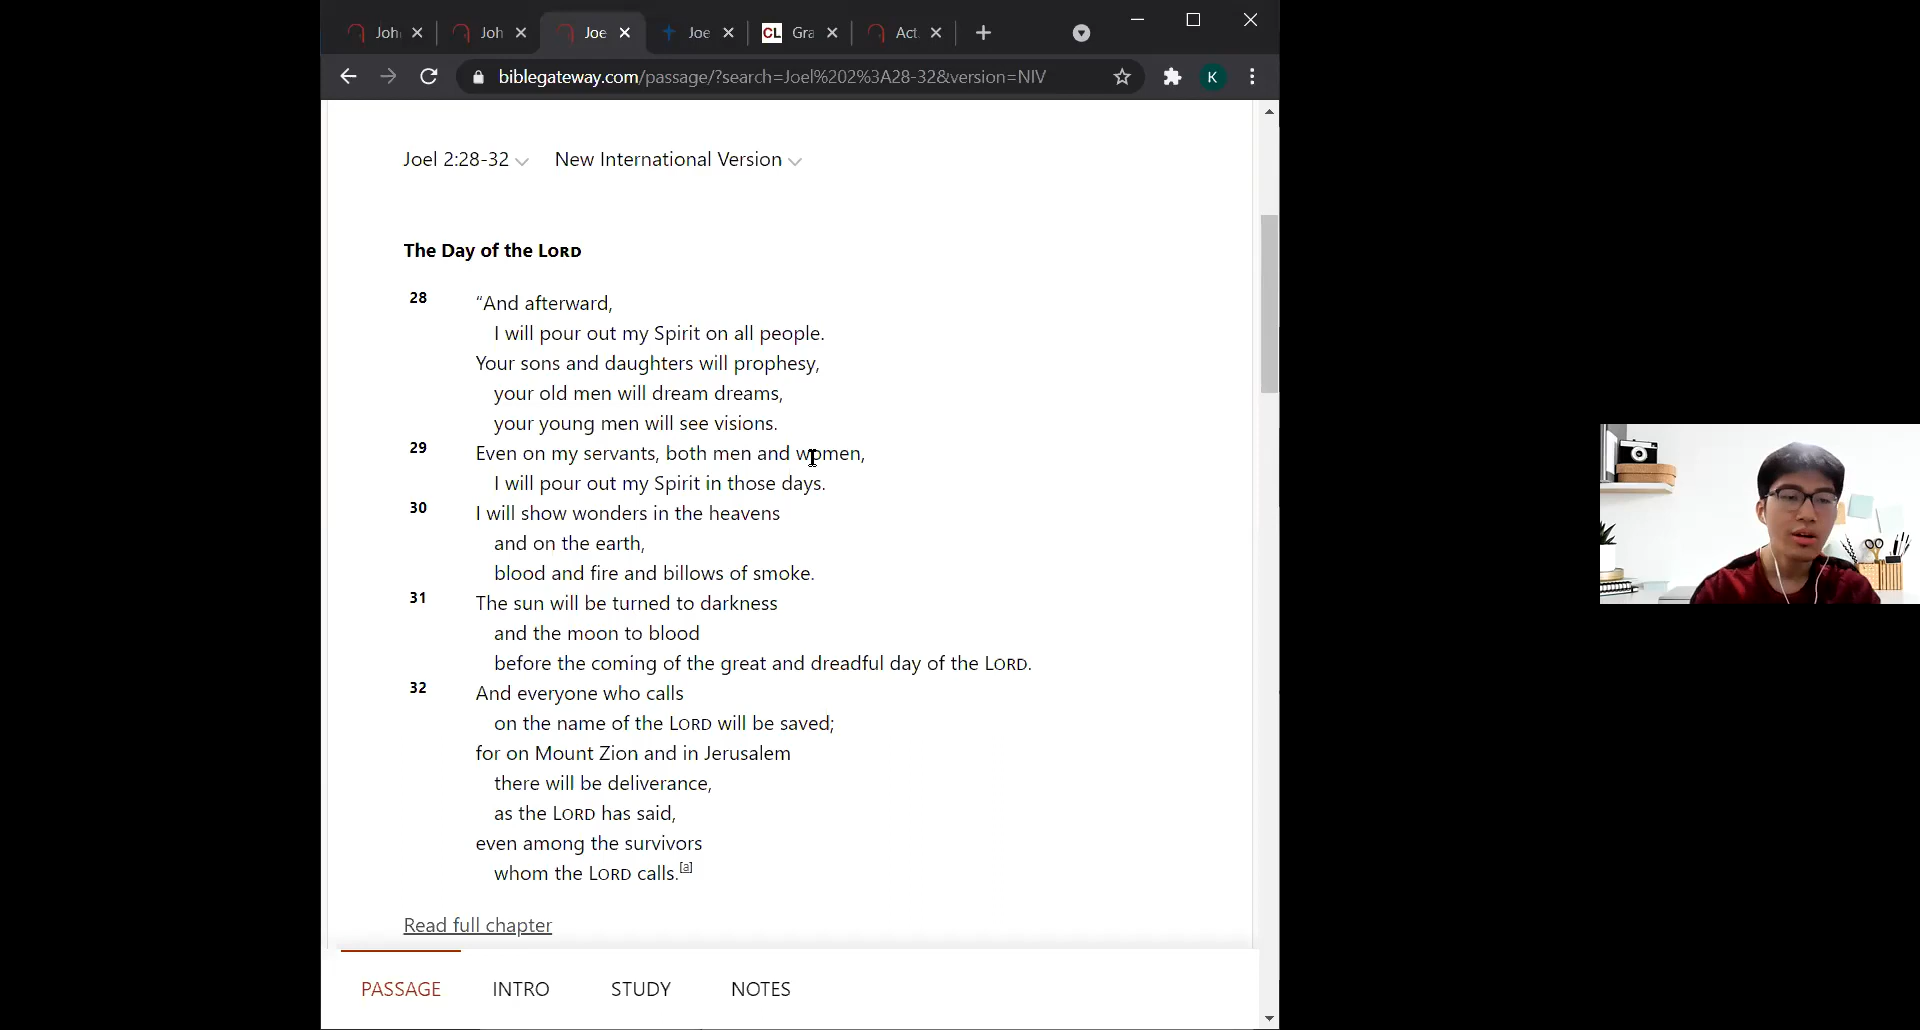 Joh
Joh
Joe
Joe
CL Gra
Act
biblegateway.com/passage/?search=Joel%202%3A28-32&version=NIV
K
Joel 2:28-32 New International Version
The Day of the LORD
28 “And afterward,
I will pour out my Spirit on all people.
Your sons and daughters will prophesy,
your old men will dream dreams,
your young men will see visions.
29 Even on my servants, both men and women,
I will pour out my Spirit in those days.
30 I will show wonders in the heavens
and on the earth,
blood and fire and billows of smoke.
31 The sun will be turned to darkness
and the moon to blood
before the coming of the great and dreadful day of the LORD.
32 And everyone who calls
on the name of the LORD will be saved;
for on Mount Zion and in Jerusalem
there will be deliverance,
as the LORD has said,
even among the survivors
whom the LORD calls.[a]
Read full chapter
PASSAGE INTRO STUDY NOTES